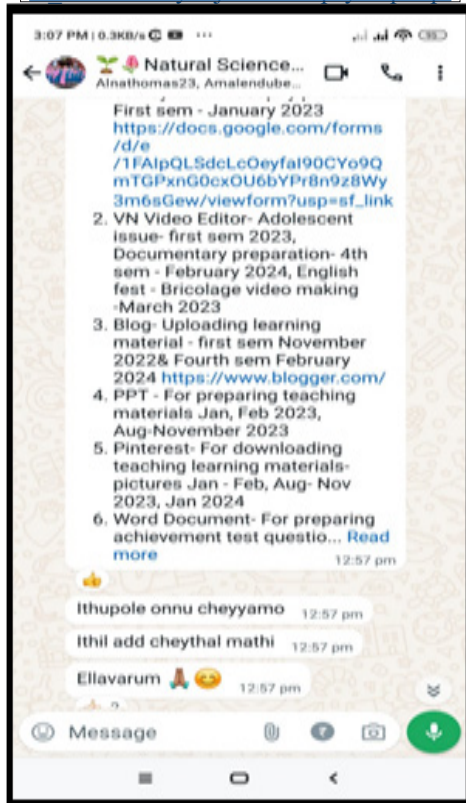 3:07 PM | 0.3KB/s
Natural Science...
Alnathomas23, Amalendube...
First sem - January 2023
https://docs.google.com/forms
/d/e
/1FAIpQLSdcLcOeyfal90CYo9Q
mTGPxnG0cxOU6bYPr8n9z8Wy
3m6sGew/viewform?usp=sf_link
2. VN Video Editor- Adolescent
issue- first sem 2023,
Documentary preparation- 4th
sem - February 2024, English
fest - Bricolage video making
-March 2023
3. Blog- Uploading learning
material - first sem November
2022& Fourth sem February
2024 https://www.blogger.com/
4. PPT - For preparing teaching
materials Jan, Feb 2023,
Aug-November 2023
5. Pinterest- For downloading
teaching learning materials-
pictures Jan - Feb, Aug- Nov
2023, Jan 2024
6. Word Document- For preparing
achievement test questio... Read
more
12:57 pm
Ithupole onnu cheyyamo 12:57 pm
Ithil add cheythal mathi 12:57 pm
Ellavarum 🙏🏽😊 12:57 pm
Message